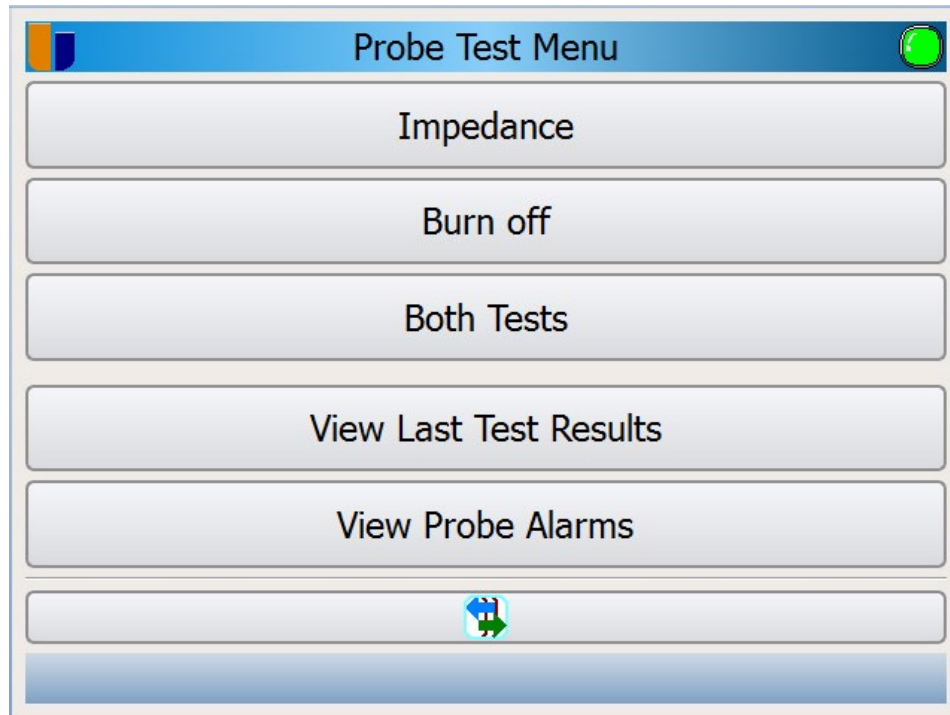 Probe Test Menu
Impedance
Burn off
Both Tests
View Last Test Results
View Probe Alarms